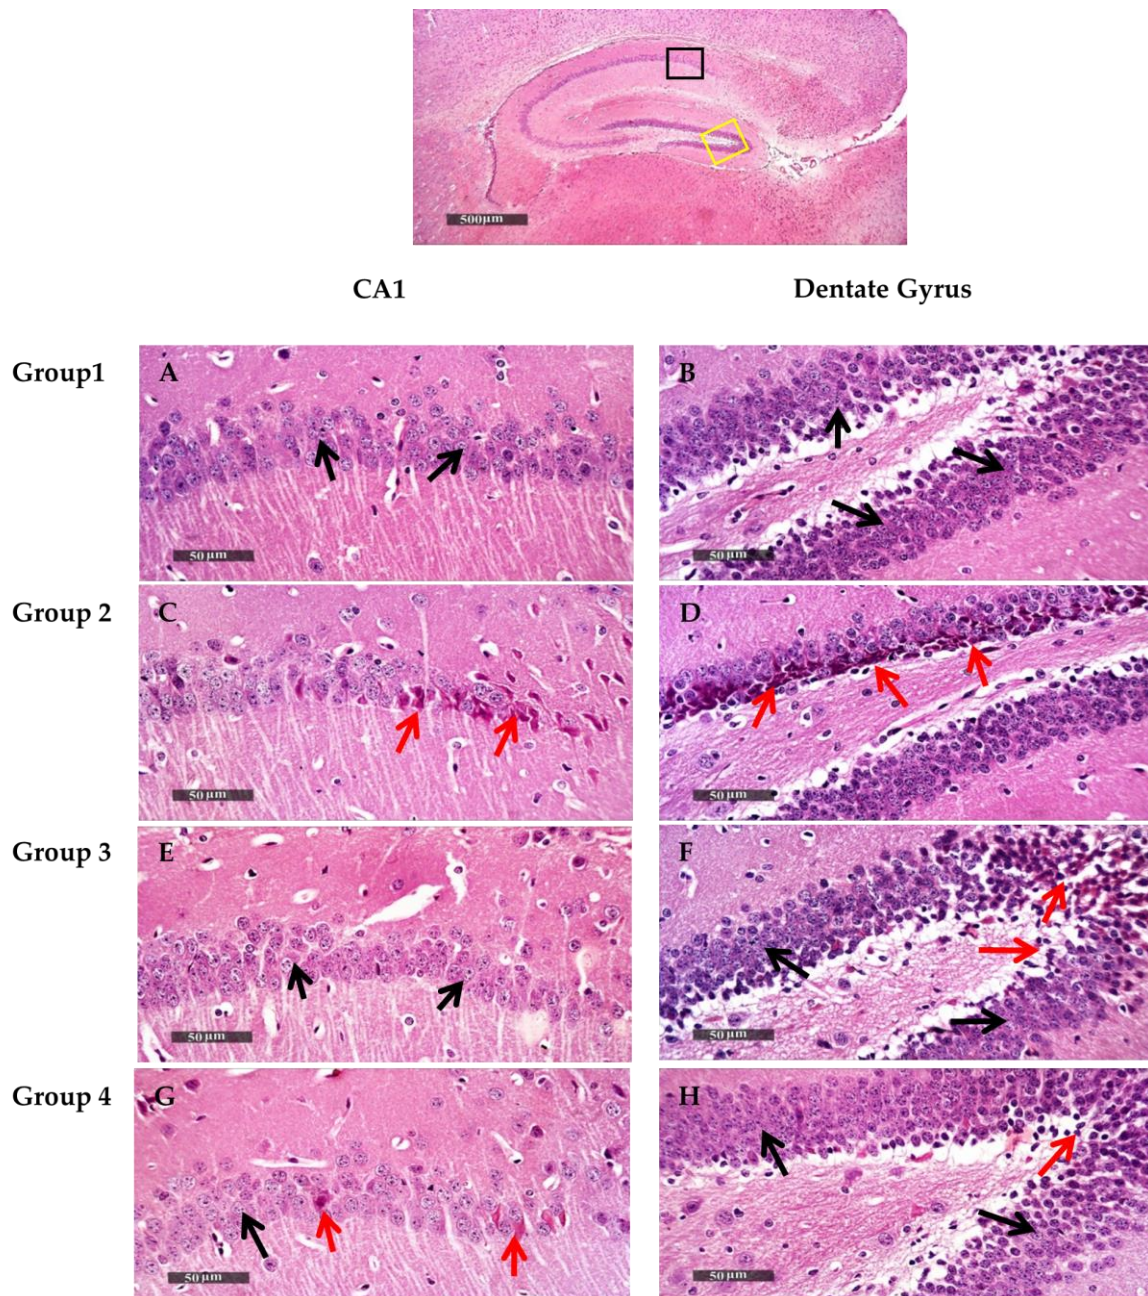 500μm
CA1 Dentate Gyrus
Group1 A B
50 μm 50 μm
Group 2 C D
50 μm 50 μm
Group 3 E F
50 μm 50 μm
Group 4 G H
50 μm 50 μm